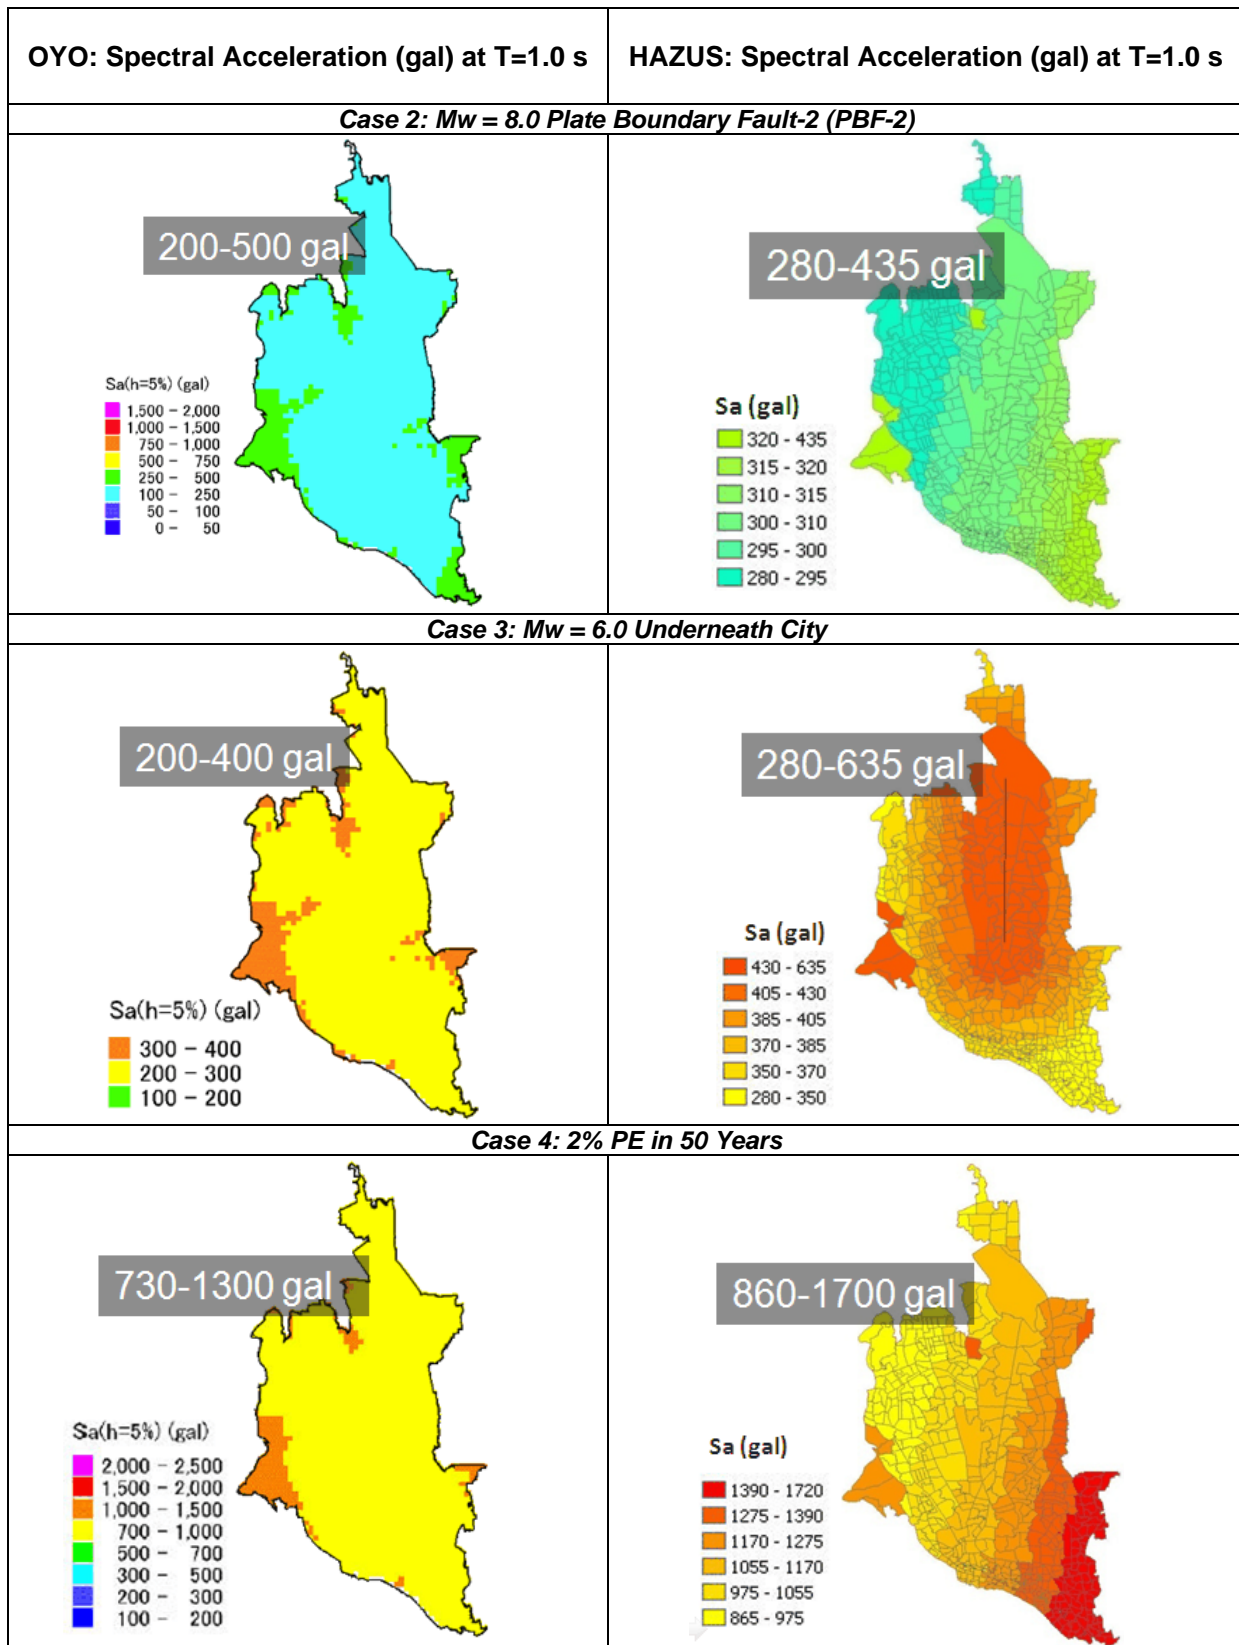 OYO: Spectral Acceleration (gal) at T=1.0 s
HAZUS: Spectral Acceleration (gal) at T=1.0 s
Case 2: Mw = 8.0 Plate Boundary Fault-2 (PBF-2)
200-500 gal
Sa(h=5%) (gal)
1,500 - 2,000
1,000 - 1,500
750 - 1,000
500 - 750
250 - 500
100 - 250
50 - 100
0 - 50
280-435 gal
Sa (gal)
320 - 435
315 - 320
310 - 315
300 - 310
295 - 300
280 - 295
Case 3: Mw = 6.0 Underneath City
200-400 gal
Sa(h=5%) (gal)
300 - 400
200 - 300
100 - 200
280-635 gal
Sa (gal)
430 - 635
405 - 430
385 - 405
370 - 385
350 - 370
280 - 350
Case 4: 2% PE in 50 Years
730-1300 gal
Sa(h=5%) (gal)
2,000 - 2,500
1,500 - 2,000
1,000 - 1,500
700 - 1,000
500 - 700
300 - 500
200 - 300
100 - 200
860-1700 gal
Sa (gal)
1390 - 1720
1275 - 1390
1170 - 1275
1055 - 1170
975 - 1055
865 - 975